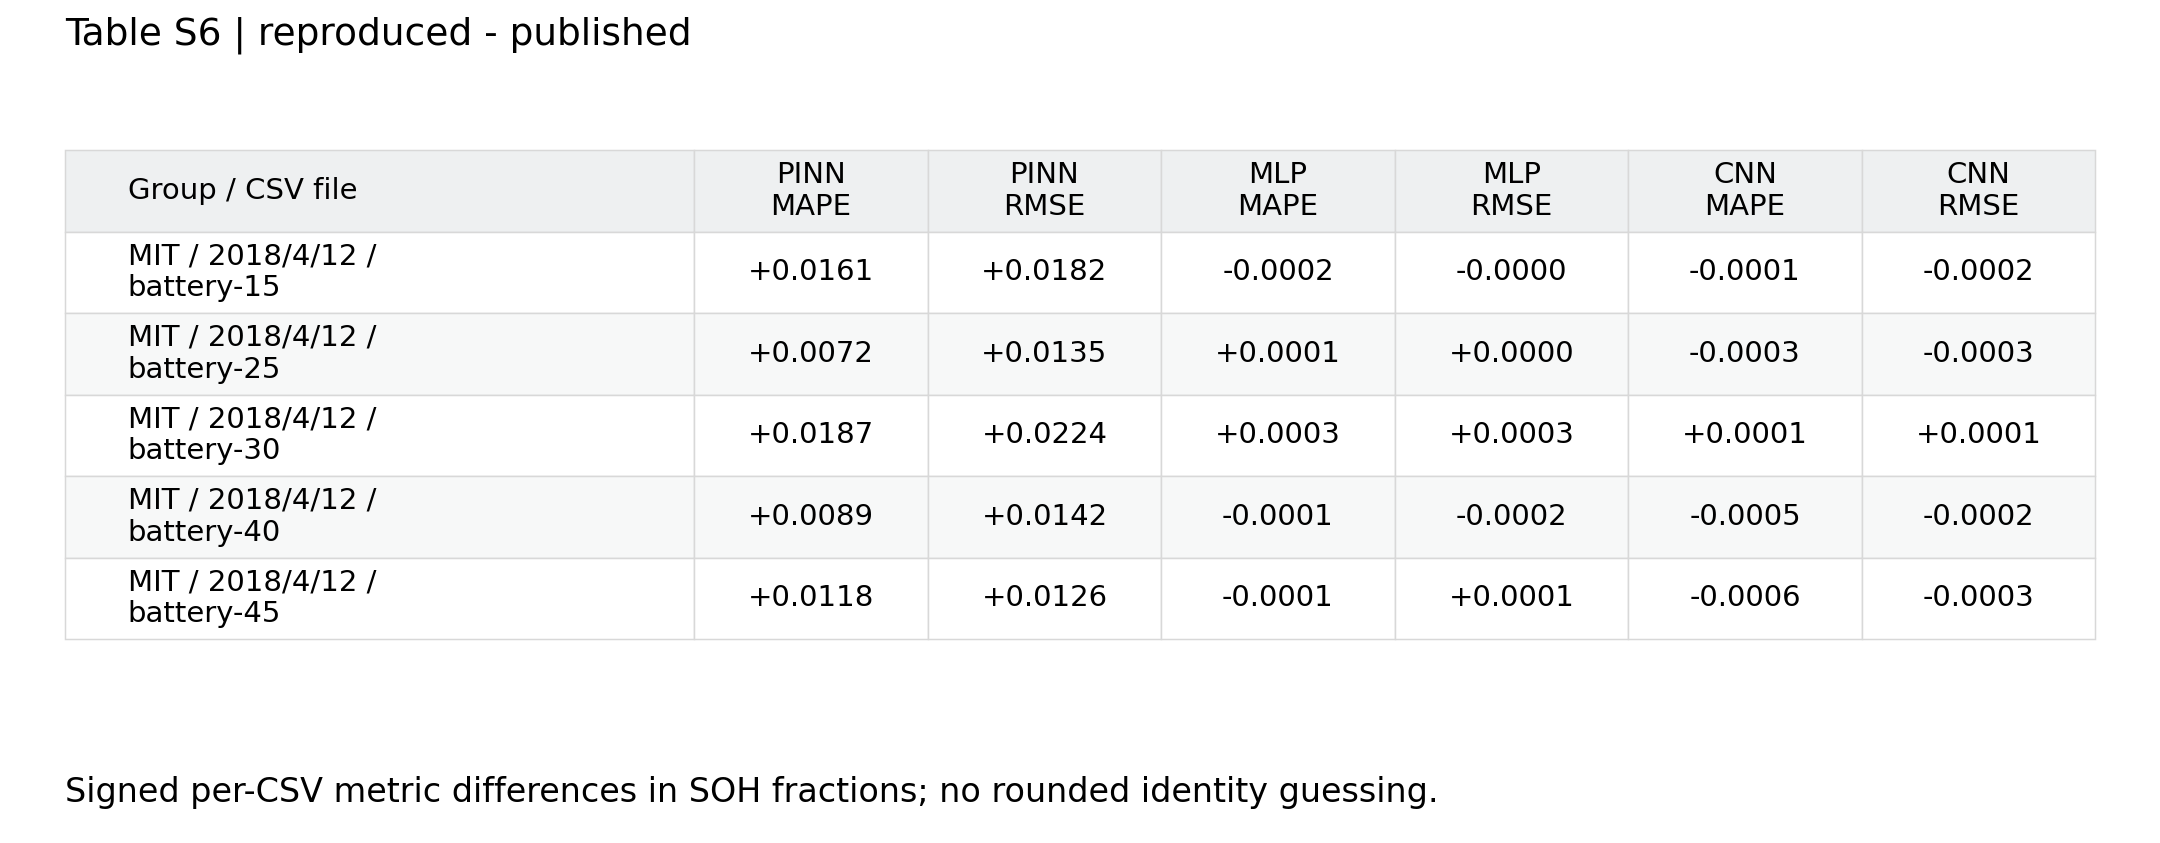 Table S6 | reproduced - published
Group / CSV file PINN MAPE PINN RMSE MLP MAPE MLP RMSE CNN MAPE CNN RMSE
MIT / 2018/4/12 / battery-15 +0.0161 +0.0182 -0.0002 -0.0000 -0.0001 -0.0002
MIT / 2018/4/12 / battery-25 +0.0072 +0.0135 +0.0001 +0.0000 -0.0003 -0.0003
MIT / 2018/4/12 / battery-30 +0.0187 +0.0224 +0.0003 +0.0003 +0.0001 +0.0001
MIT / 2018/4/12 / battery-40 +0.0089 +0.0142 -0.0001 -0.0002 -0.0005 -0.0002
MIT / 2018/4/12 / battery-45 +0.0118 +0.0126 -0.0001 +0.0001 -0.0006 -0.0003
Signed per-CSV metric differences in SOH fractions; no rounded identity guessing.